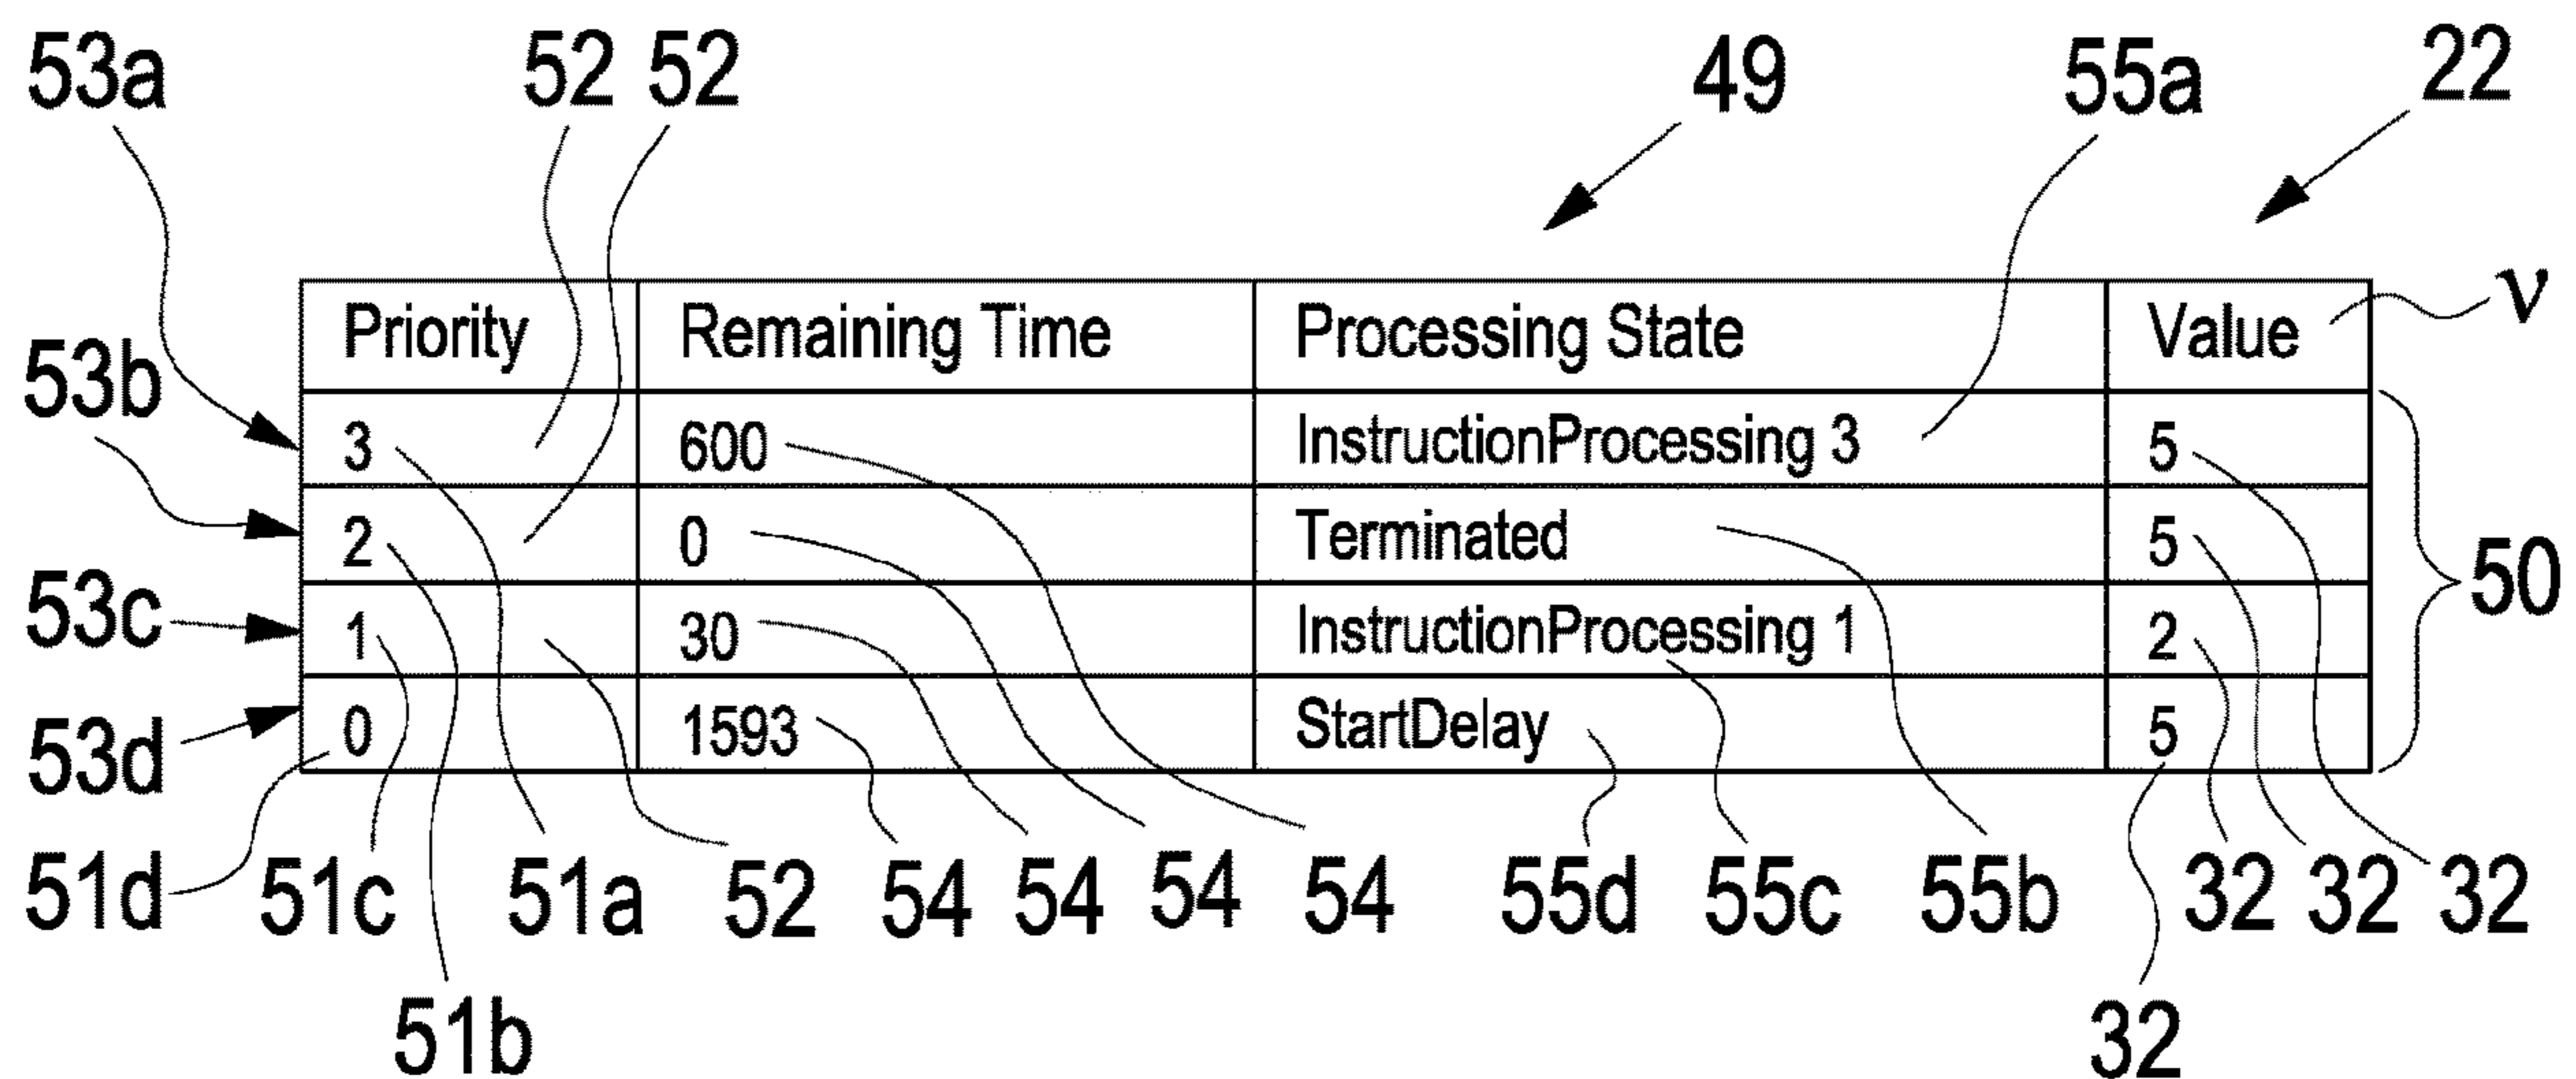 53a 52 52 49 55a 22
ν
Priority Remaining Time Processing State Value
53b
3 600 InstructionProcessing 3 5
2 0 Terminated 5
50
53c
1 30 InstructionProcessing 1 2
53d
0 1593 StartDelay 5
51d 51c 51a 52 54 54 54 54 55d 55c 55b 32 32 32
51b 32